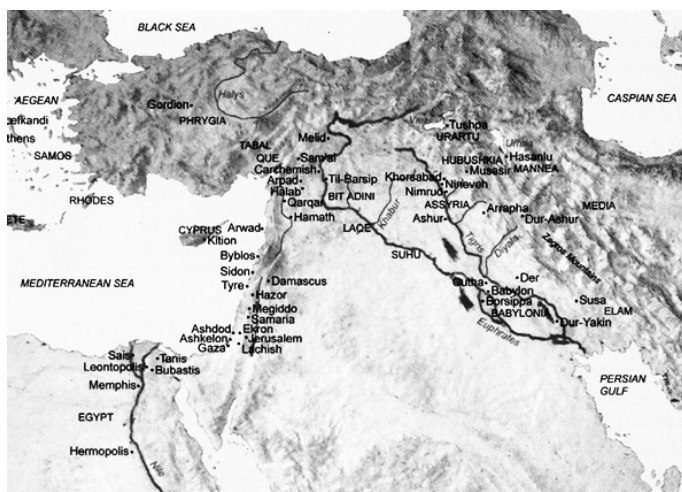 BLACK SEA
CASPIAN SEA
AEGEAN
Gordion
PHRYGIA
Halys
SAMOS
RHODES
TABAL
QUE
Melid
Sam'al
Carchemish
Arpad
Halab
Qarqar
Hamath
Til-Barsip
BIT ADINI
LAQE
Khabur
Van
Tushpa
URARTU
Urmia
Hasanlu
HUBUSHKIA
Musasir
MANNEA
Khorsabad
Nineveh
Nimrud
ASSYRIA
Ashur
Arrapha
Dur-Ashur
MEDIA
Zagros Mountains
Tigris
Diyala
SUHU
CYPRUS
Kition
Arwad
Byblos
Sidon
Tyre
Damascus
Hazor
Megiddo
Samaria
MEDITERRANEAN SEA
Ashdod
Ekron
Ashkelon
Jerusalem
Gaza
Lachish
Der
Qutha
Babylon
Borsippa
BABYLONIA
Euphrates
Dur-Yakin
Susa
ELAM
PERSIAN GULF
Sais
Tanis
Leontopolis
Bubastis
Memphis
EGYPT
Hermopolis
Nile